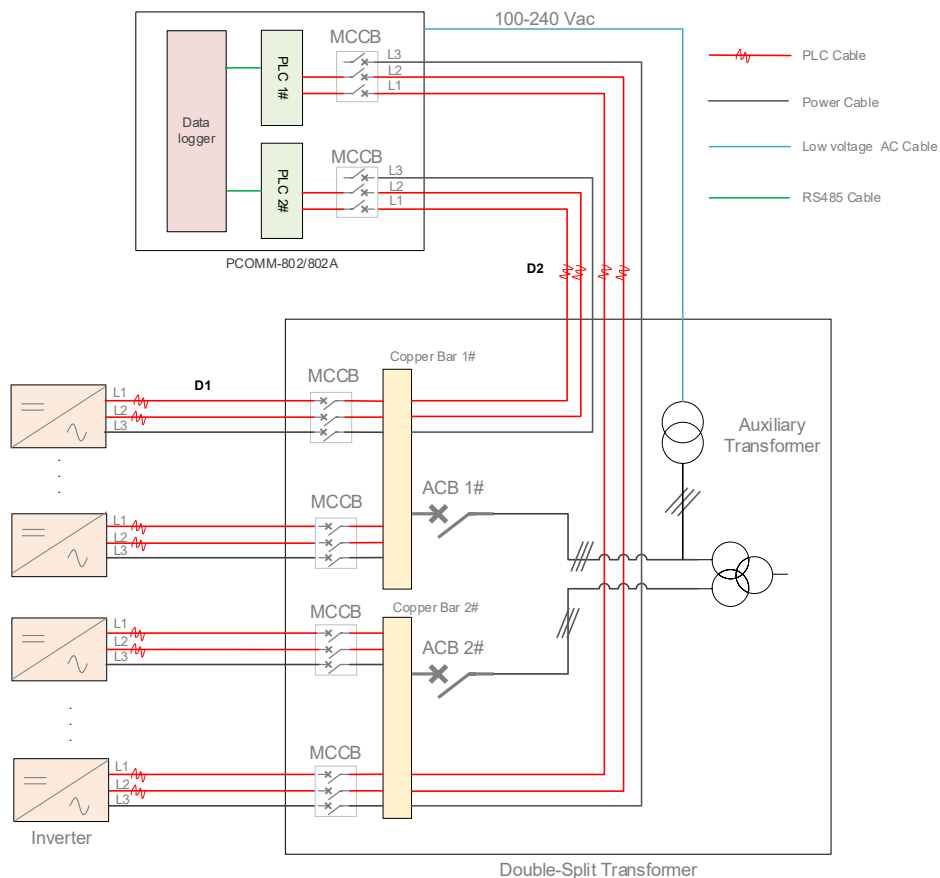 100-240 Vac
MCCB
L3
L2
L1
PLC 1#
Data
logger
MCCB
L3
L2
L1
PLC 2#
PCOMM-802/802A
PLC Cable
Power Cable
Low voltage AC Cable
RS485 Cable
D2
Copper Bar 1#
MCCB
D1
L1
L2
L3
Auxiliary
Transformer
MCCB
ACB 1#
L1
L2
L3
Copper Bar 2#
MCCB
ACB 2#
L1
L2
L3
MCCB
L1
L2
L3
Inverter
Double-Split Transformer